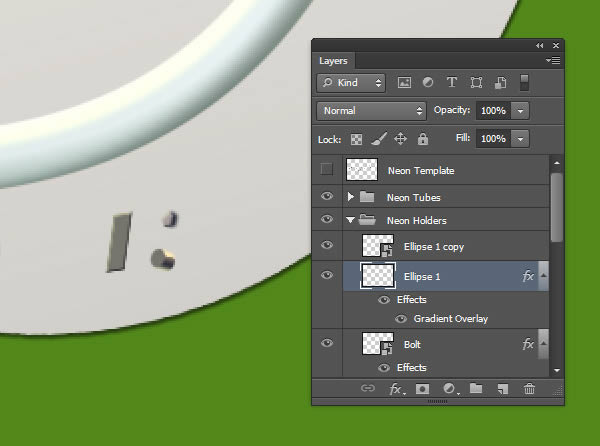 Layers
Kind
Normal Opacity: 100%
Lock: Fill: 100%
Neon Template
Neon Tubes
Neon Holders
Ellipse 1 copy
Ellipse 1 fx
Effects
Gradient Overlay
Bolt fx
Effects
fx